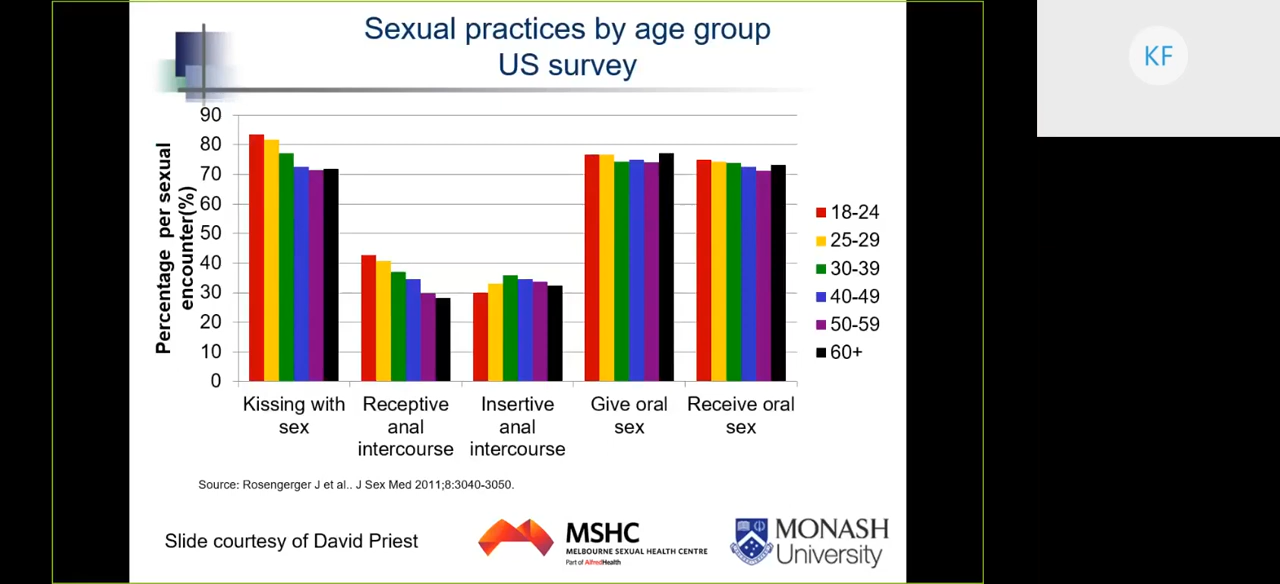 Sexual practices by age group
US survey
KF
Percentage per sexual
encounter(%)
90
80
70
60
50
40
30
20
10
0
18-24
25-29
30-39
40-49
50-59
60+
Kissing with
sex
Receptive
anal
intercourse
Insertive
anal
intercourse
Give oral
sex
Receive oral
sex
Source: Rosengerger J et al.. J Sex Med 2011;8:3040-3050.
Slide courtesy of David Priest
MSHC
MELBOURNE SEXUAL HEALTH CENTRE
Part of AlfredHealth
MONASH
University